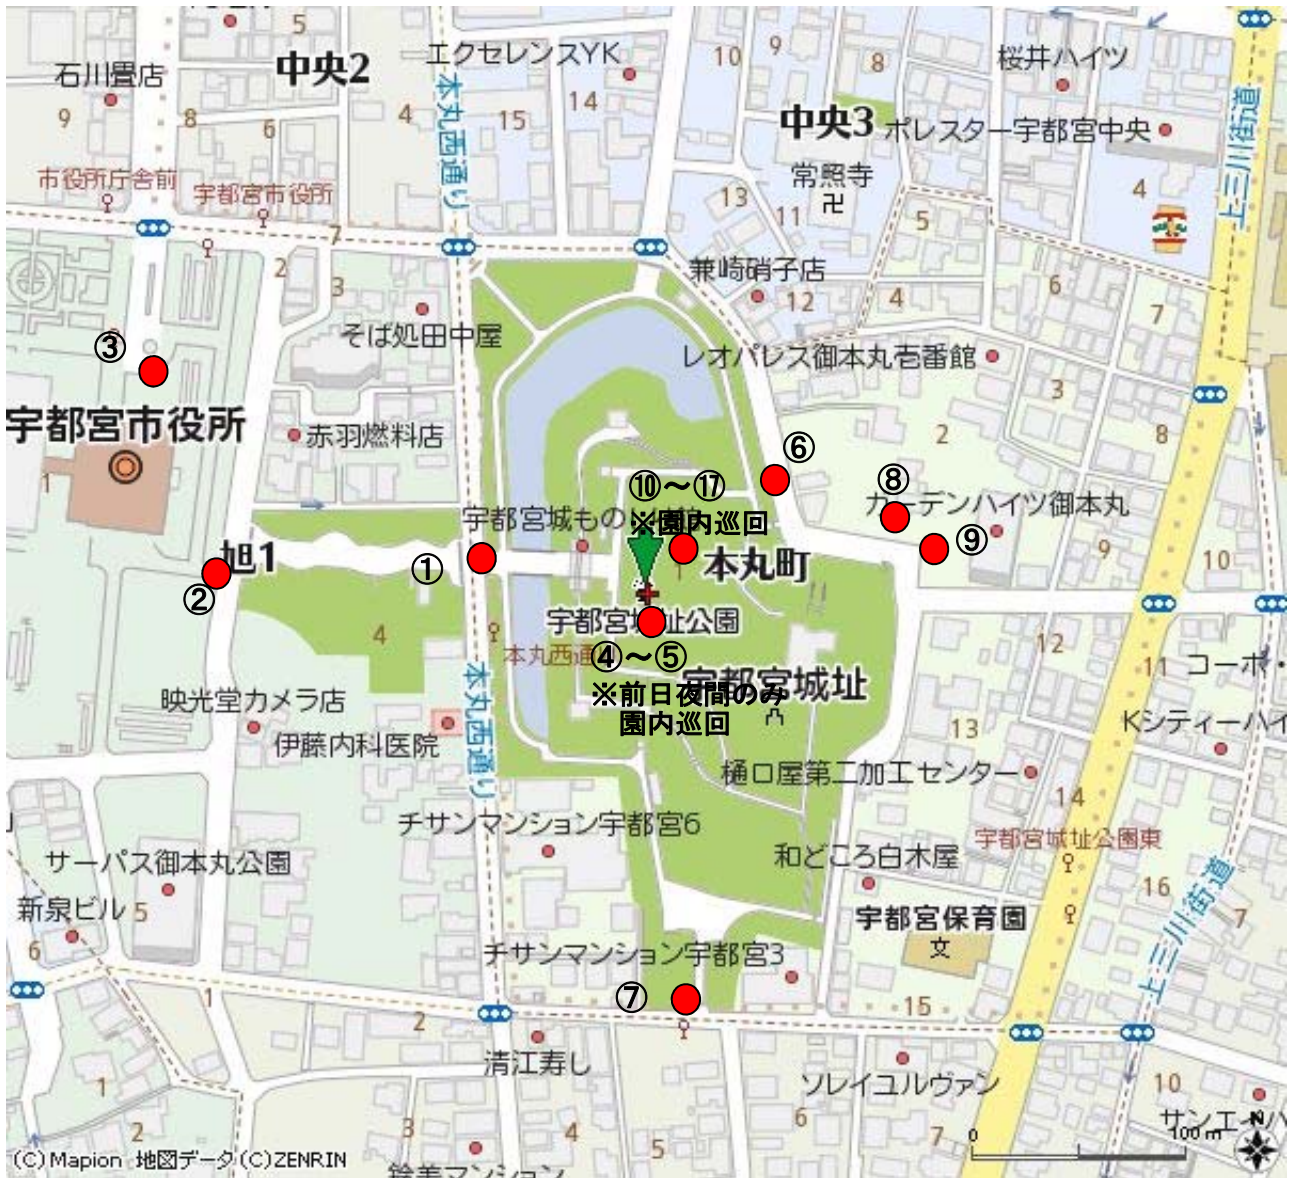 5
中央2
エクセレンスYK
10
9
8
桜井ハイツ
石川畳店
9
8
6
4
15
14
中央3
ポレスター宇都宮中央
上三川街道
本丸西通り
市役所庁舎前
宇都宮市役所
常照寺
卍
13
11
5
4
7
2
3
兼崎硝子店
12
4
6
7
③
そば処田中屋
レオパレス御本丸壱番館
3
宇都宮市役所
赤羽燃料店
2
8
1
⑥
⑩~⑰
※園内巡回
⑧
ガーデンハイツ御本丸
宇都宮城もの
⑨
9
10
旭1
①
本丸町
②
4
宇都宮城址公園
本丸西通
④~⑤
※前日夜間のみ
園内巡回
宇都宮城址
12
11
コーポ・
映光堂カメラ店
伊藤内科医院
本丸西通り
13
Kシティーハイ
樋口屋第二加工センター
14
チサンマンション宇都宮6
和どころ白木屋
宇都宮城址公園東
サーパス御本丸公園
新泉ビル
5
6
16
7
上三川街道
宇都宮保育園
文
チサンマンション宇都宮3
⑦
1
2
15
清江寿し
ソレイユルヴァン
1
2
3
4
5
6
7
10
0
100m
N
(C)Mapion 地図データ(C)ZENRIN